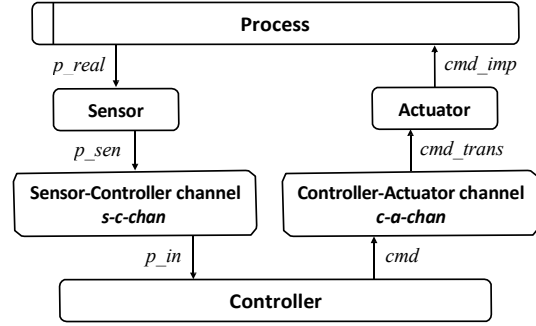 Process
p_real
cmd_imp
Sensor
Actuator
p_sen
cmd_trans
Sensor-Controller channel
s-c-chan
Controller-Actuator channel
c-a-chan
p_in
cmd
Controller